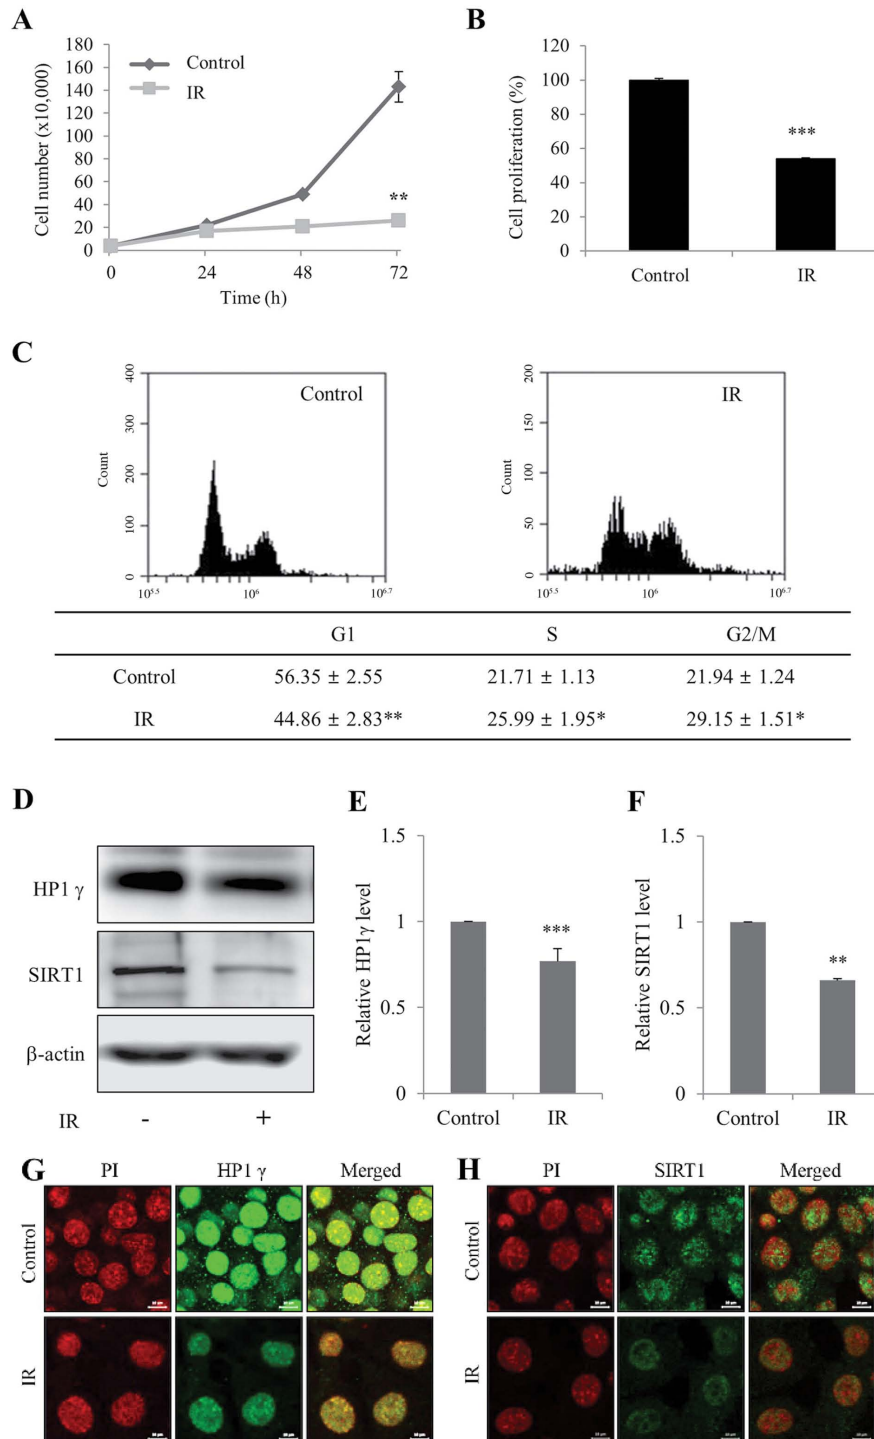 A
180
160
140
120
100
80
60
40
20
0
Cell number (x10,000)
Control
IR
**
0 24 48 72
Time (h)
B
120
100
80
60
40
20
0
Cell proliferation (%)
***
Control IR
C
400
300
200
100
0
Count
Control
10^5.5 10^6 10^6.7
200
150
100
50
0
Count
IR
10^5.5 10^6 10^6.7
G1 S G2/M
Control 56.35 ± 2.55 21.71 ± 1.13 21.94 ± 1.24
IR 44.86 ± 2.83** 25.99 ± 1.95* 29.15 ± 1.51*
D
HP1 γ
SIRT1
β-actin
IR - +
E
1.5
1
0.5
0
Relative HP1γ level
***
Control IR
F
1.5
1
0.5
0
Relative SIRT1 level
**
Control IR
G
PI HP1 γ Merged
Control
IR
H
PI SIRT1 Merged
Control
IR